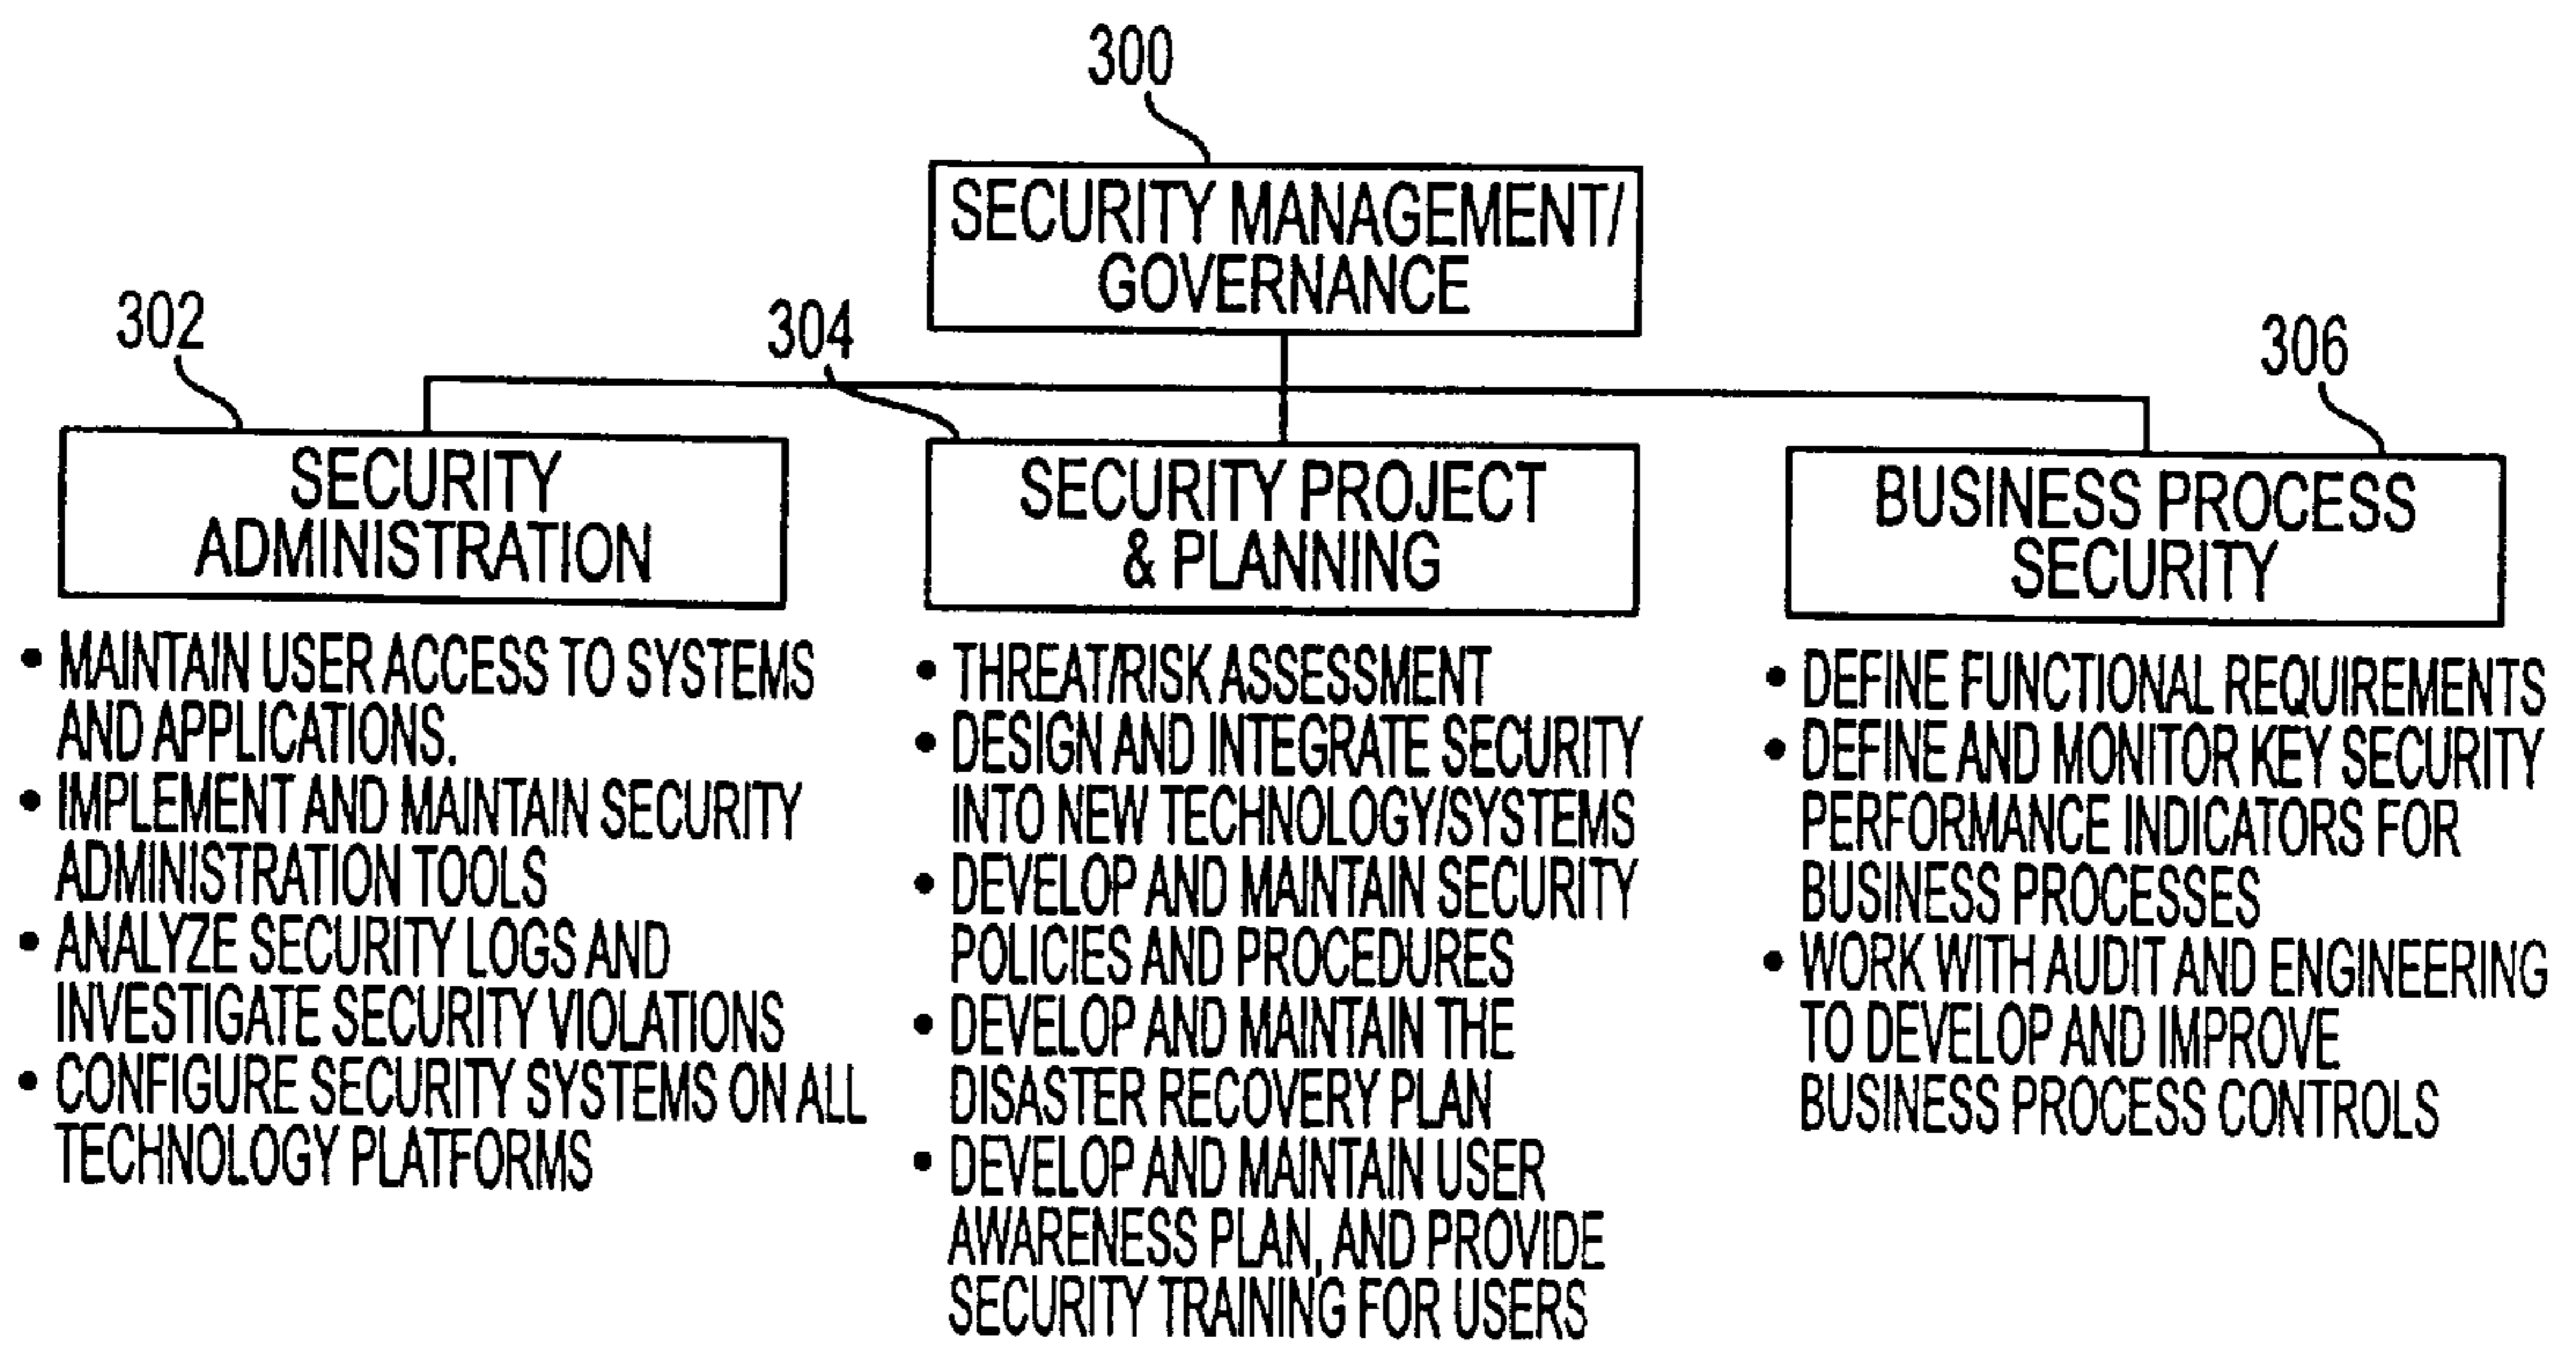 300
SECURITY MANAGEMENT/
GOVERNANCE
302
304
306
SECURITY
ADMINISTRATION
SECURITY PROJECT
& PLANNING
BUSINESS PROCESS
SECURITY
• MAINTAIN USER ACCESS TO SYSTEMS
AND APPLICATIONS.
• IMPLEMENT AND MAINTAIN SECURITY
ADMINISTRATION TOOLS
• ANALYZE SECURITY LOGS AND
INVESTIGATE SECURITY VIOLATIONS
• CONFIGURE SECURITY SYSTEMS ON ALL
TECHNOLOGY PLATFORMS
• THREAT/RISK ASSESSMENT
• DESIGN AND INTEGRATE SECURITY
INTO NEW TECHNOLOGY/SYSTEMS
• DEVELOP AND MAINTAIN SECURITY
POLICIES AND PROCEDURES
• DEVELOP AND MAINTAIN THE
DISASTER RECOVERY PLAN
• DEVELOP AND MAINTAIN USER
AWARENESS PLAN, AND PROVIDE
SECURITY TRAINING FOR USERS
• DEFINE FUNCTIONAL REQUIREMENTS
• DEFINE AND MONITOR KEY SECURITY
PERFORMANCE INDICATORS FOR
BUSINESS PROCESSES
• WORK WITH AUDIT AND ENGINEERING
TO DEVELOP AND IMPROVE
BUSINESS PROCESS CONTROLS